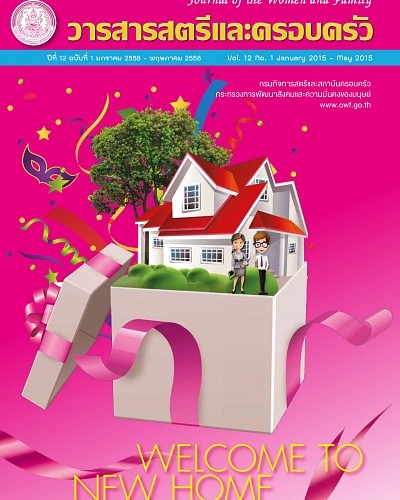 Journal of the Women and Family
วารสารสตรีและครอบครัว
ปีที่ 12 ฉบับที่ 1 มกราคม 2558 - พฤษภาคม 2558
Vol. 12 No. 1 January 2015 - May 2015
กรมกิจการสตรีและสถาบันครอบครัว
กระทรวงการพัฒนาสังคมและความมั่นคงของมนุษย์
www.owf.go.th
WELCOME TO
NEW HOME